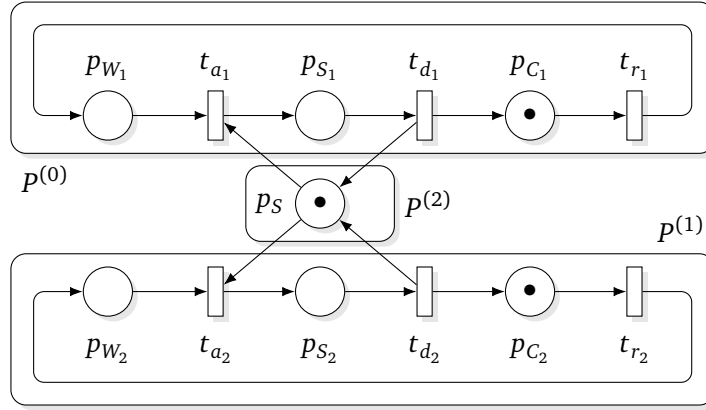 p_{W_1} t_{a_1} p_{S_1} t_{d_1} p_{C_1} t_{r_1}
P^{(0)}
p_S P^{(2)}
P^{(1)}
p_{W_2} t_{a_2} p_{S_2} t_{d_2} p_{C_2} t_{r_2}